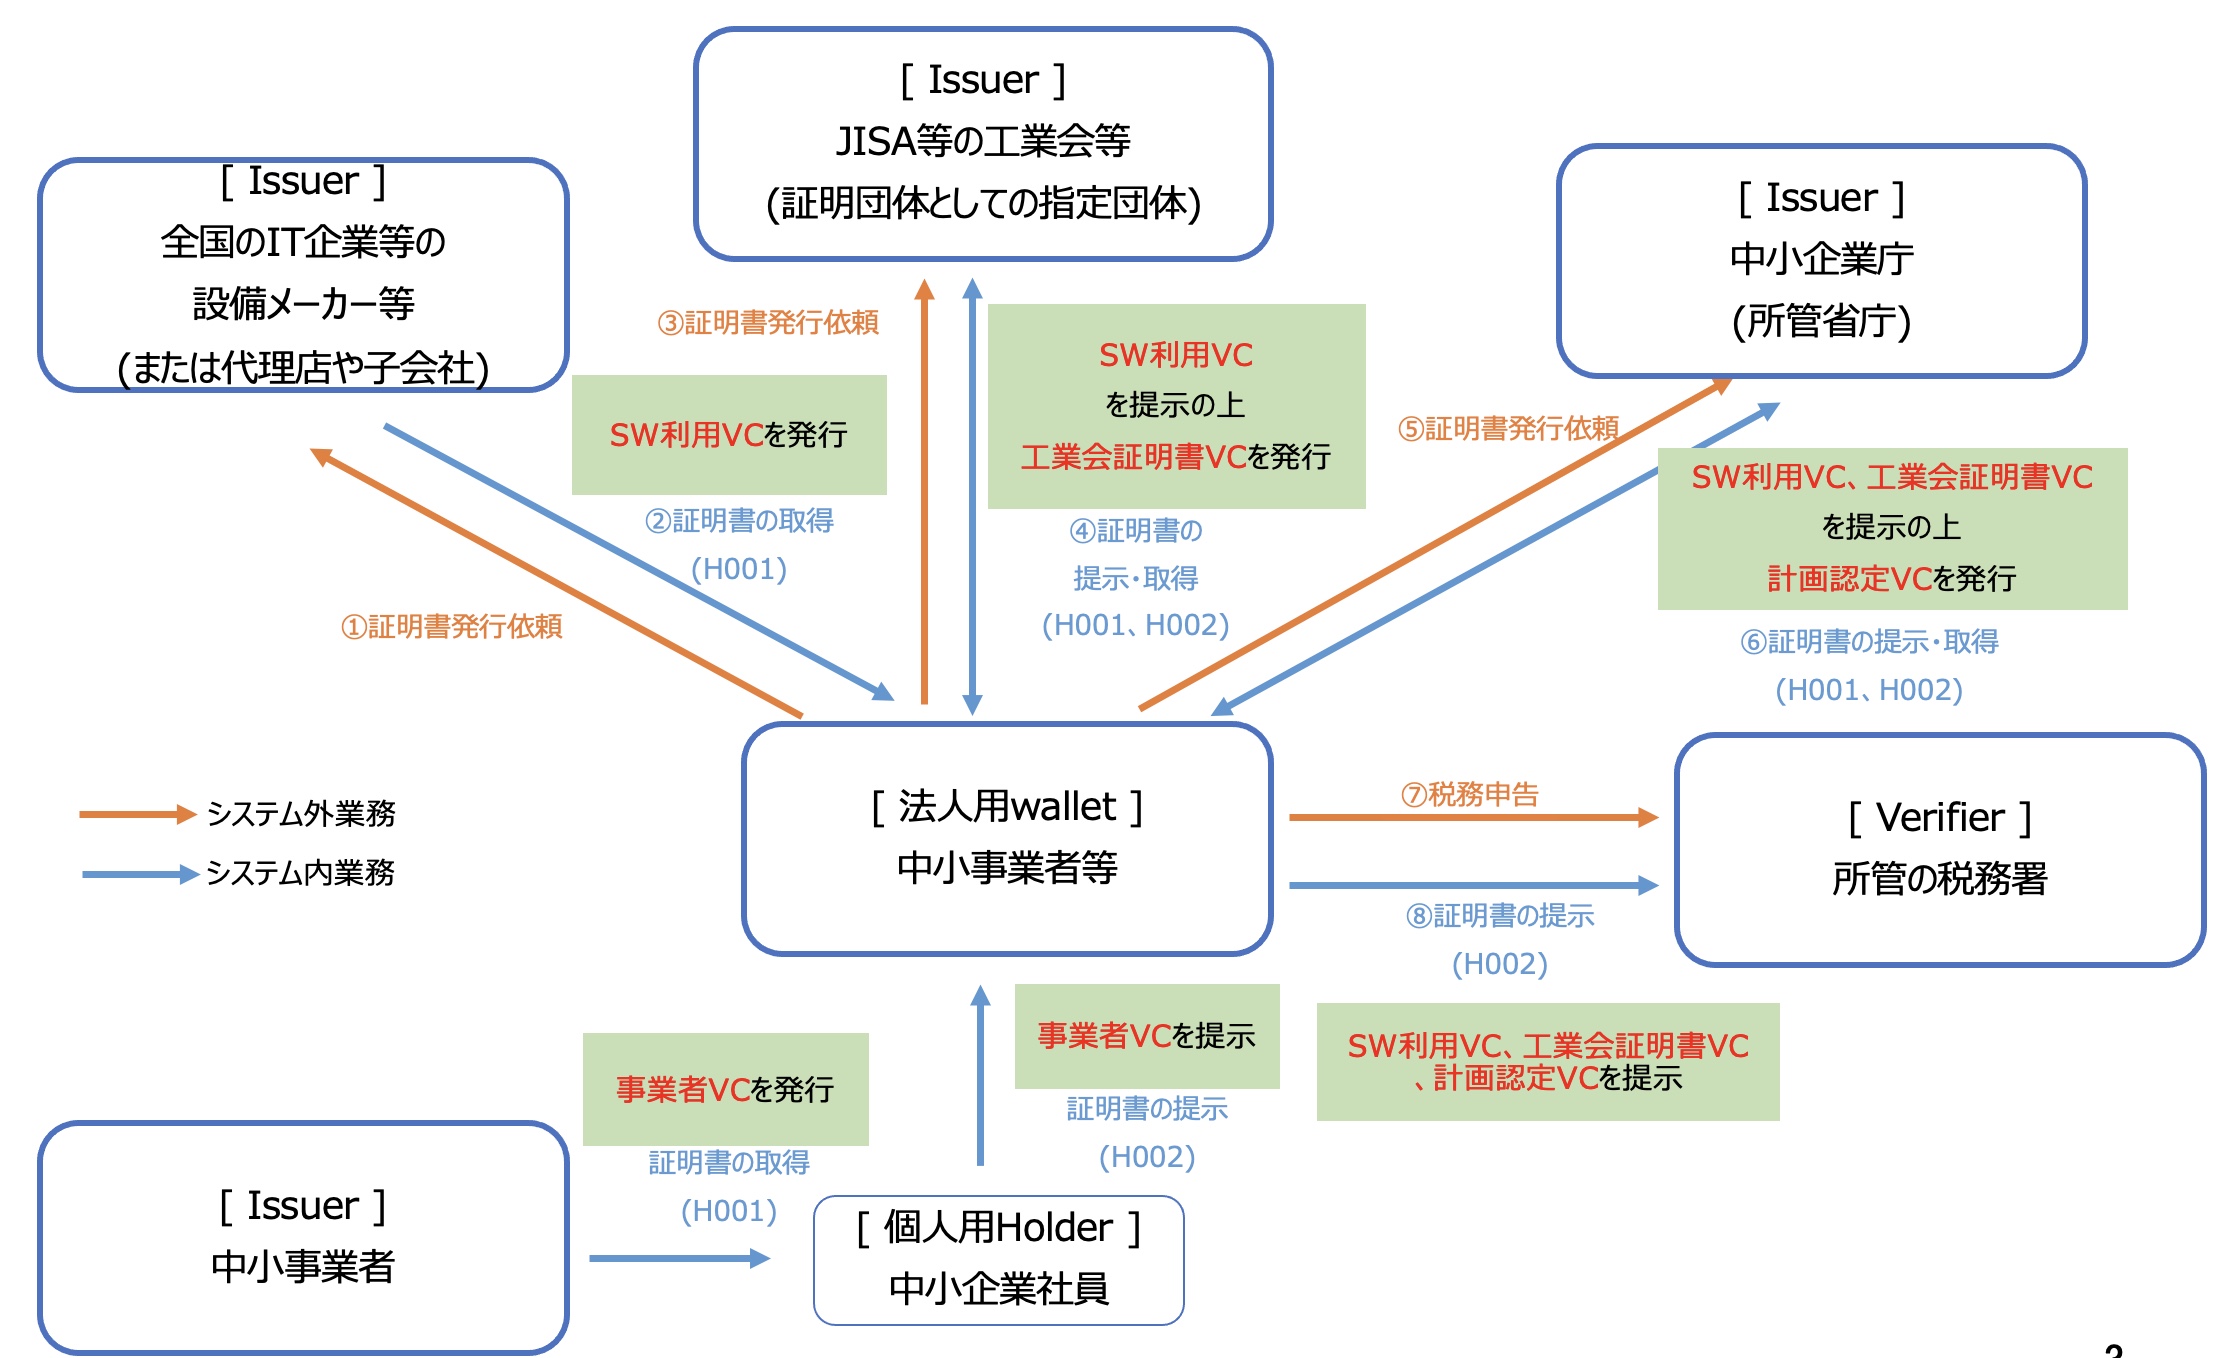 [ Issuer ]
JISA等の工業会等
(証明団体としての指定団体)
[ Issuer ]
全国のIT企業等の
設備メーカー等
(または代理店や子会社)
[ Issuer ]
中小企業庁
(所管省庁)
③証明書発行依頼
SW利用VC
を提示の上
工業会証明書VCを発行
SW利用VCを発行
⑤証明書発行依頼
SW利用VC、工業会証明書VC
を提示の上
計画認定VCを発行
②証明書の取得
(H001)
④証明書の
提示・取得
(H001、H002)
①証明書発行依頼
⑥証明書の提示・取得
(H001、H002)
システム外業務
システム内業務
[ 法人用wallet ]
中小事業者等
⑦税務申告
⑧証明書の提示
(H002)
[ Verifier ]
所管の税務署
事業者VCを発行
証明書の取得
(H001)
事業者VCを提示
証明書の提示
(H002)
SW利用VC、工業会証明書VC
、計画認定VCを提示
[ Issuer ]
中小事業者
[ 個人用Holder ]
中小企業社員